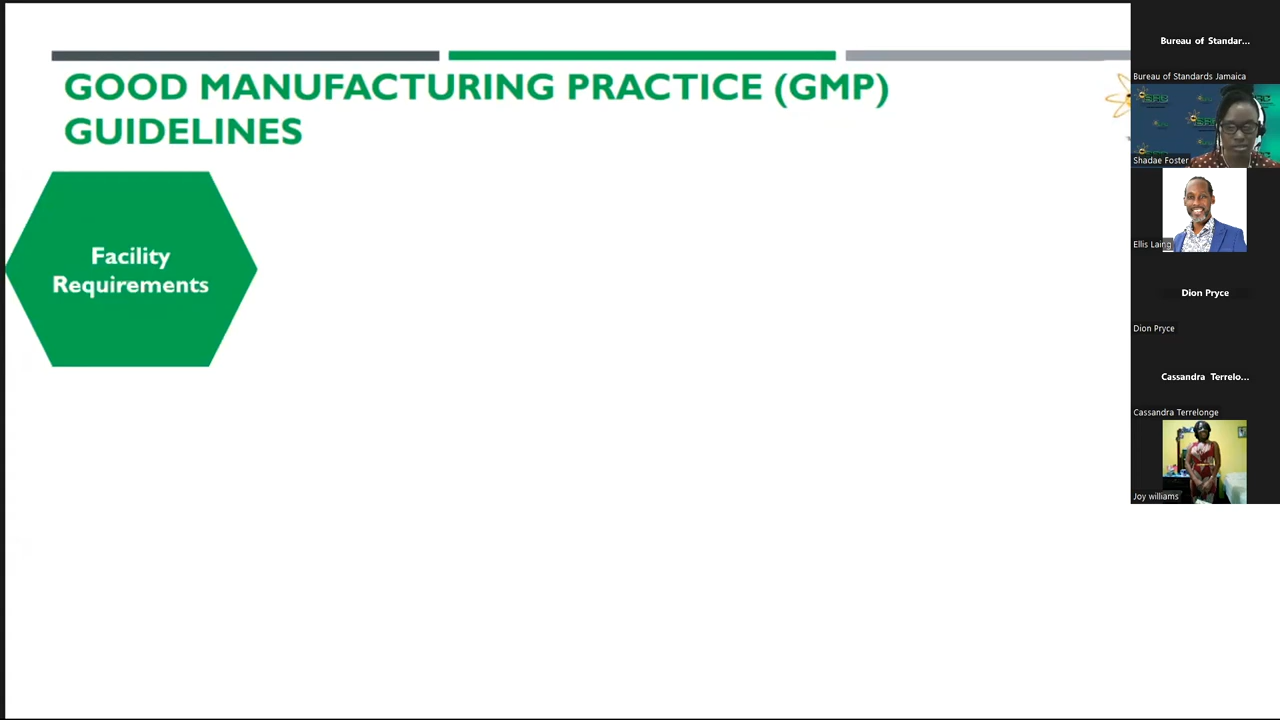 GOOD MANUFACTURING PRACTICE (GMP)
GUIDELINES
Facility
Requirements
Bureau of Standar...
Bureau of Standards Jamaica
Shadae Foster
Ellis Laing
Dion Pryce
Dion Pryce
Cassandra Terrelo...
Cassandra Terrelonge
Joy williams